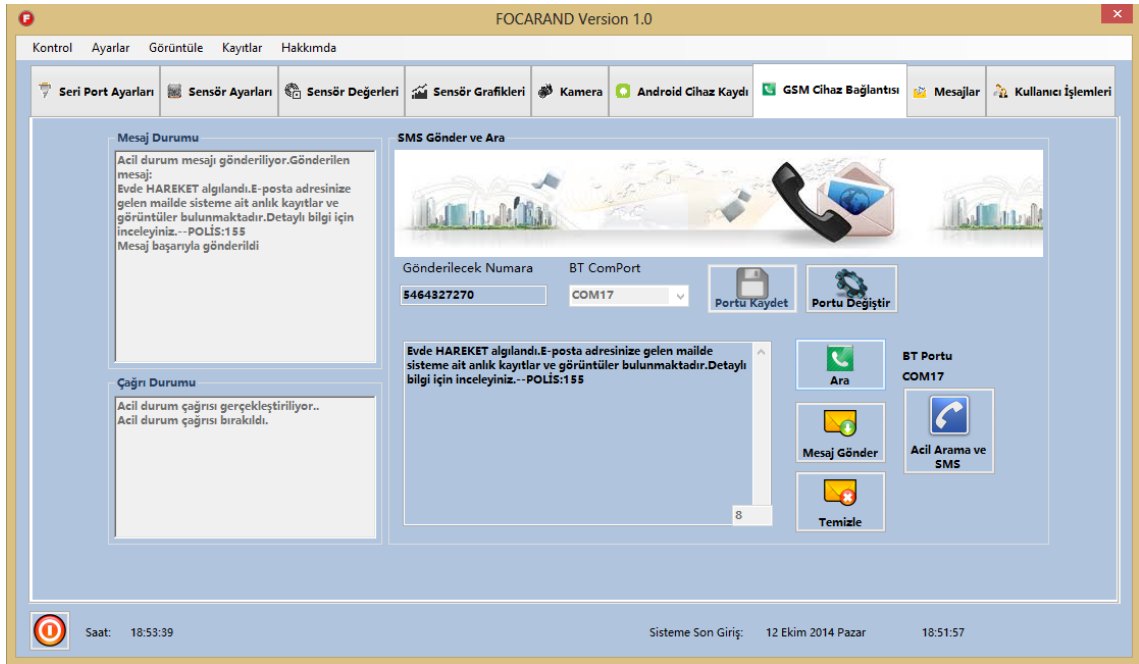 FOCARAND Version 1.0
Kontrol Ayarlar Görüntüle Kayıtlar Hakkımda
Seri Port Ayarları Sensör Ayarları Sensör Değerleri Sensör Grafikleri Kamera Android Cihaz Kaydı GSM Cihaz Bağlantısı Mesajlar Kullanıcı İşlemleri
Mesaj Durumu
Acil durum mesajı gönderiliyor.Gönderilen
mesaj:
Evde HAREKET algılandı.E-posta adresinize
gelen mailde sisteme ait anlık kayıtlar ve
görüntüler bulunmaktadır.Detaylı bilgi için
inceleyiniz.--POLİS:155
Mesaj başarıyla gönderildi
Çağrı Durumu
Acil durum çağrısı gerçekleştiriliyor..
Acil durum çağrısı bırakıldı.
SMS Gönder ve Ara
Gönderilecek Numara BT ComPort
5464327270 COM17 Portu Kaydet Portu Değiştir
Evde HAREKET algılandı.E-posta adresinize gelen mailde
sisteme ait anlık kayıtlar ve görüntüler bulunmaktadır.Detaylı
bilgi için inceleyiniz.--POLİS:155
8
Ara
Mesaj Gönder
Temizle
BT Portu
COM17
Acil Arama ve
SMS
Saat: 18:53:39 Sisteme Son Giriş: 12 Ekim 2014 Pazar 18:51:57